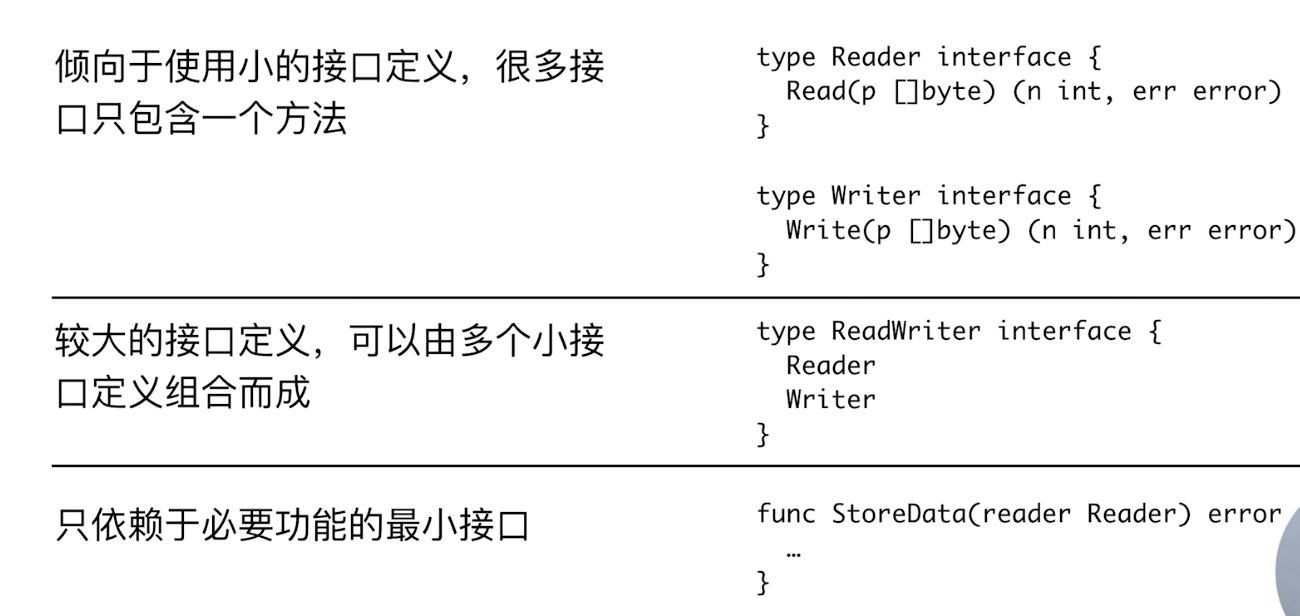 倾向于使用小的接口定义，很多接
口只包含一个方法
type Reader interface {
  Read(p []byte) (n int, err error)
}
type Writer interface {
  Write(p []byte) (n int, err error)
}
较大的接口定义，可以由多个小接
口定义组合而成
type ReadWriter interface {
  Reader
  Writer
}
只依赖于必要功能的最小接口
func StoreData(reader Reader) error
  …
}